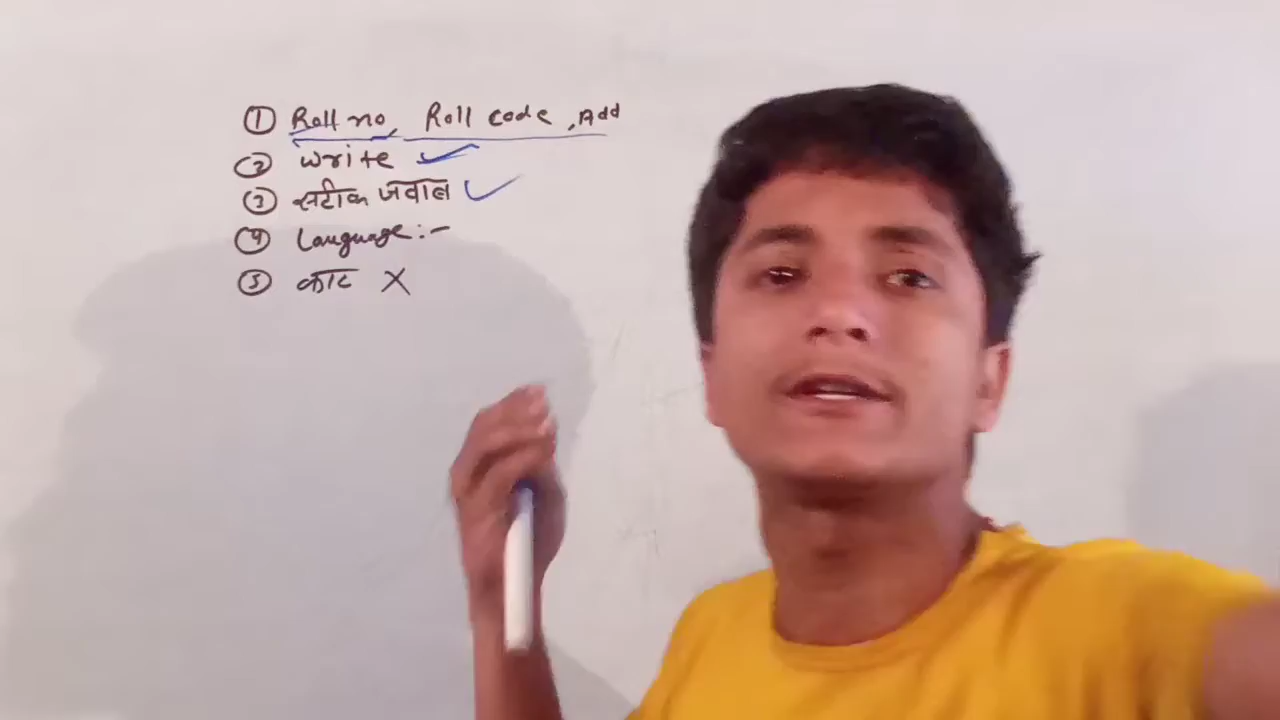 ① Roll no, Roll code, Add
② write ✓
③ सटीक जवाब ✓
④ Language:-
⑤ काट X